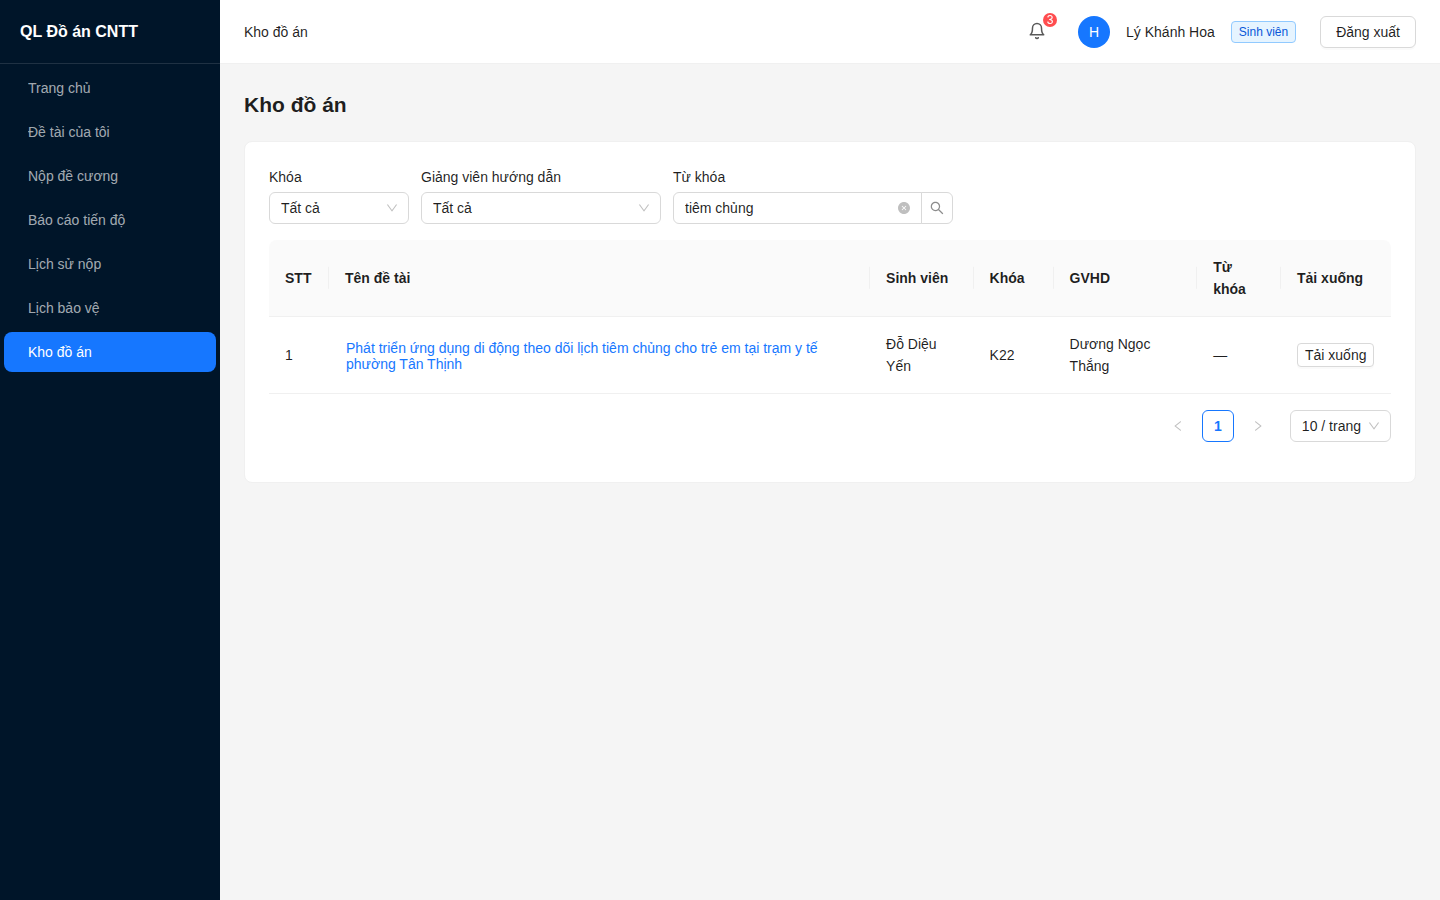 QL Đồ án CNTT
Trang chủ
Đề tài của tôi
Nộp đề cương
Báo cáo tiến độ
Lịch sử nộp
Lịch bảo vệ
Kho đồ án
Kho đồ án
3
H
Lý Khánh Hoa
Sinh viên
Đăng xuất
Kho đồ án
Khóa
Giảng viên hướng dẫn
Từ khóa
Tất cả
Tất cả
tiêm chủng
STT
Tên đề tài
Sinh viên
Khóa
GVHD
Từ
khóa
Tải xuống
1
Phát triển ứng dụng di động theo dõi lịch tiêm chủng cho trẻ em tại trạm y tế
phường Tân Thịnh
Đỗ Diệu
Yến
K22
Dương Ngọc
Thắng
—
Tải xuống
1
10 / trang